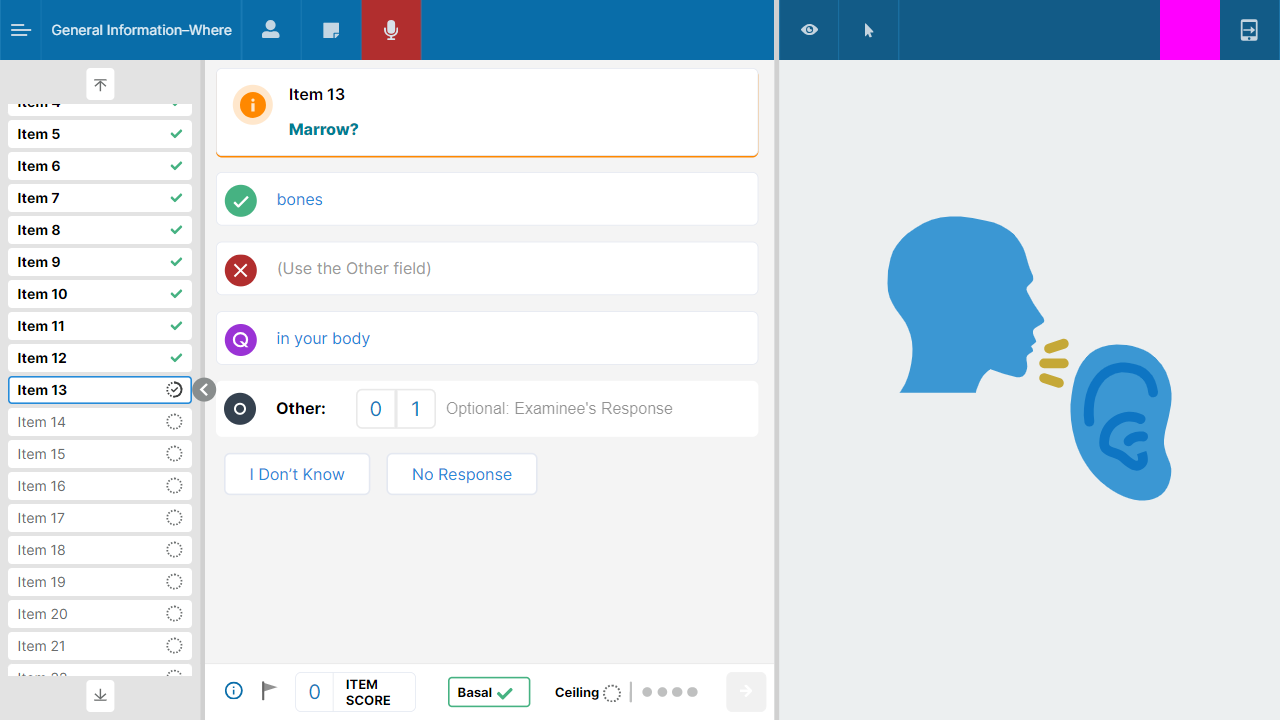 General Information–Where
Item 4
Item 5
Item 6
Item 7
Item 8
Item 9
Item 10
Item 11
Item 12
Item 13
Item 14
Item 15
Item 16
Item 17
Item 18
Item 19
Item 20
Item 21
Item 13
Marrow?
bones
(Use the Other field)
Q in your body
Other: 0 1 Optional: Examinee's Response
I Don't Know No Response
0 ITEM SCORE
Basal
Ceiling